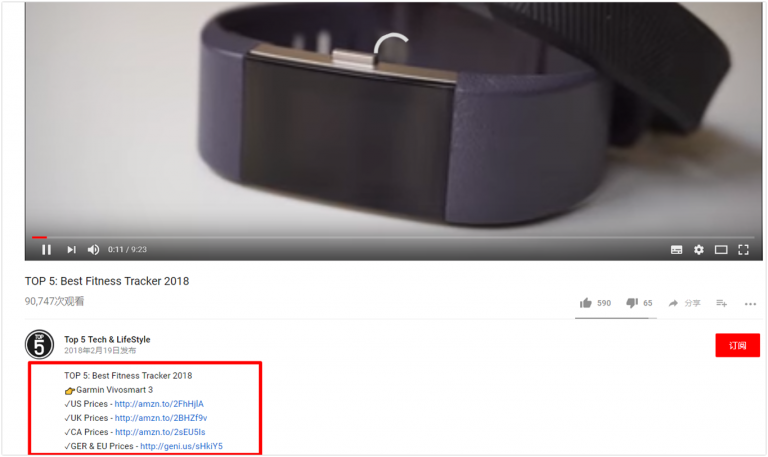 0:11 / 9:23
TOP 5: Best Fitness Tracker 2018
90,747次观看
590
65
分享
TOP
5
Top 5 Tech & LifeStyle
2018年2月19日发布
订阅
TOP 5: Best Fitness Tracker 2018
👉Garmin Vivosmart 3
✓US Prices - http://amzn.to/2FhHjlA
✓UK Prices - http://amzn.to/2BHZf9v
✓CA Prices - http://amzn.to/2sEU5Is
✓GER & EU Prices - http://geni.us/sHkiY5